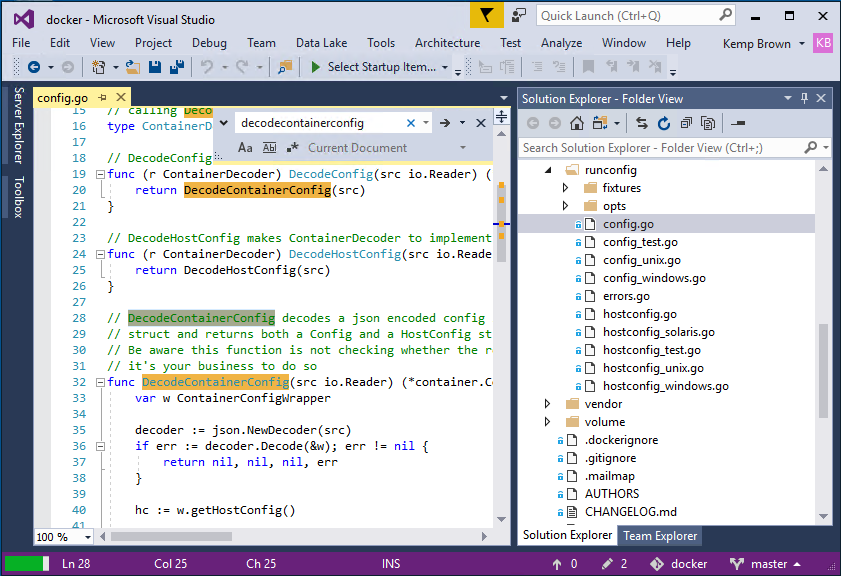 docker - Microsoft Visual Studio
Quick Launch (Ctrl+Q)
File Edit View Project Debug Team Data Lake Tools Architecture Test Analyze Window Help Kemp Brown KB
Select Startup Item...
Server Explorer
Toolbox
config.go
decodecontainerconfig
Aa Ab Current Document
15 // calling Deco
16 type ContainerD
17
18 // DecodeConfig
19 func (r ContainerDecoder) DecodeConfig(src io.Reader) (
20 return DecodeContainerConfig(src)
21 }
22
23 // DecodeHostConfig makes ContainerDecoder to implement
24 func (r ContainerDecoder) DecodeHostConfig(src io.Reade
25 return DecodeHostConfig(src)
26 }
27
28 // DecodeContainerConfig decodes a json encoded config
29 // struct and returns both a Config and a HostConfig st
30 // Be aware this function is not checking whether the r
31 // it's your business to do so
32 func DecodeContainerConfig(src io.Reader) (*container.Co
33 var w ContainerConfigWrapper
34
35 decoder := json.NewDecoder(src)
36 if err := decoder.Decode(&w); err != nil {
37 return nil, nil, nil, err
38 }
39
40 hc := w.getHostConfig()
41
100 %
Solution Explorer - Folder View
Search Solution Explorer - Folder View (Ctrl+;)
runconfig
fixtures
opts
config.go
config_test.go
config_unix.go
config_windows.go
errors.go
hostconfig.go
hostconfig_solaris.go
hostconfig_test.go
hostconfig_unix.go
hostconfig_windows.go
vendor
volume
.dockerignore
.gitignore
.mailmap
AUTHORS
CHANGELOG.md
Solution Explorer Team Explorer
Ln 28 Col 25 Ch 25 INS 0 2 docker master